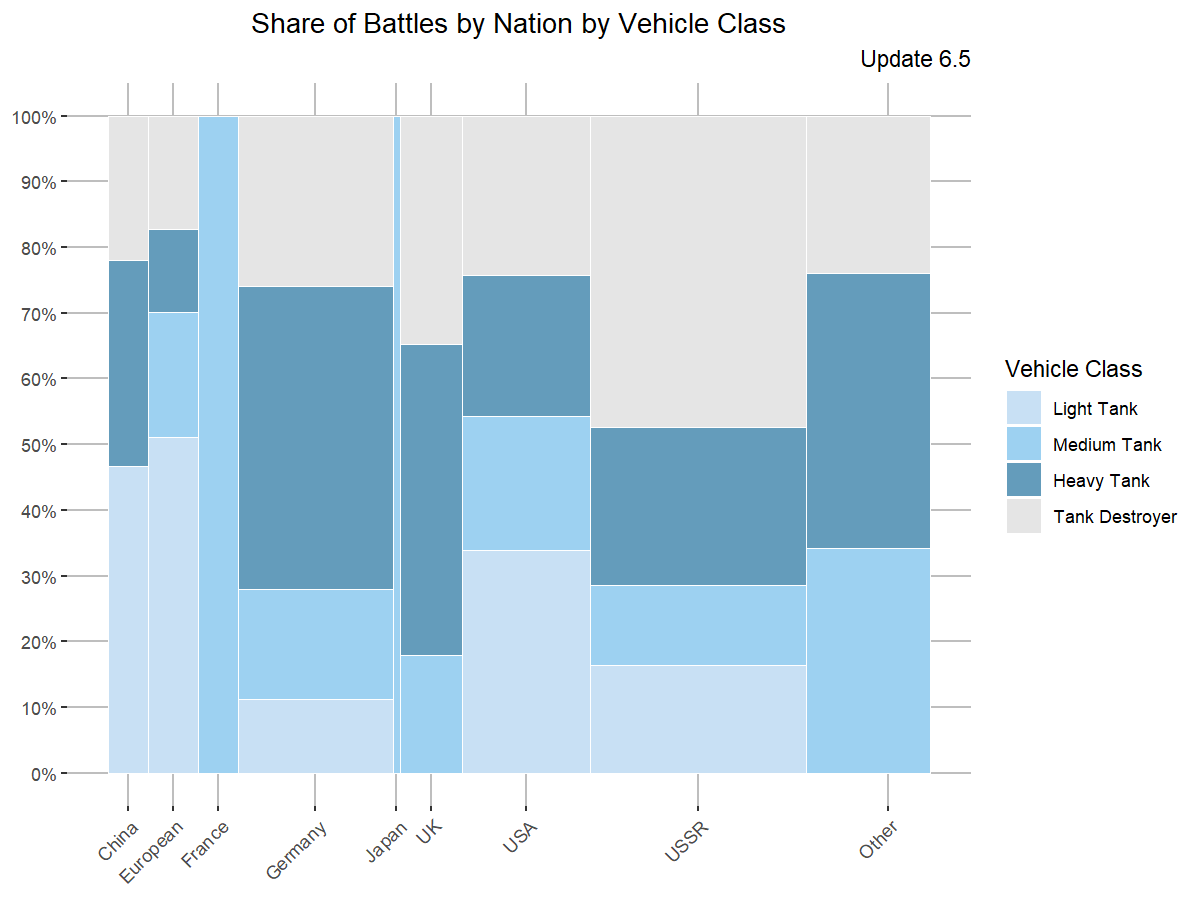 Share of Battles by Nation by Vehicle Class
Update 6.5
100%
90%
80%
70%
60%
50%
40%
30%
20%
10%
0%
China
European
France
Germany
Japan
UK
USA
USSR
Other
Vehicle Class
Light Tank
Medium Tank
Heavy Tank
Tank Destroyer